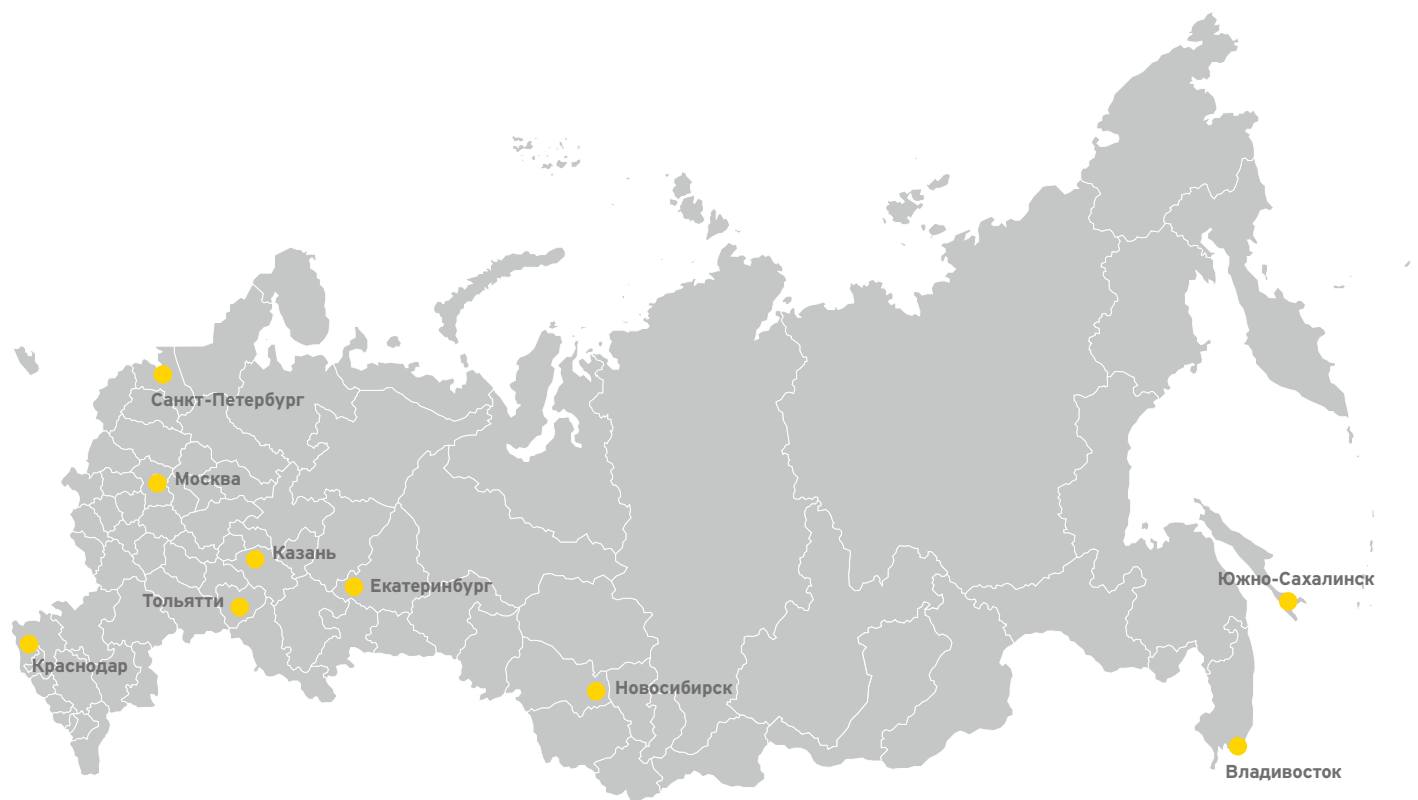 Санкт-Петербург
Москва
Казань
Южно-Сахалинск
Екатеринбург
Тольятти
Краснодар
Новосибирск
Владивосток